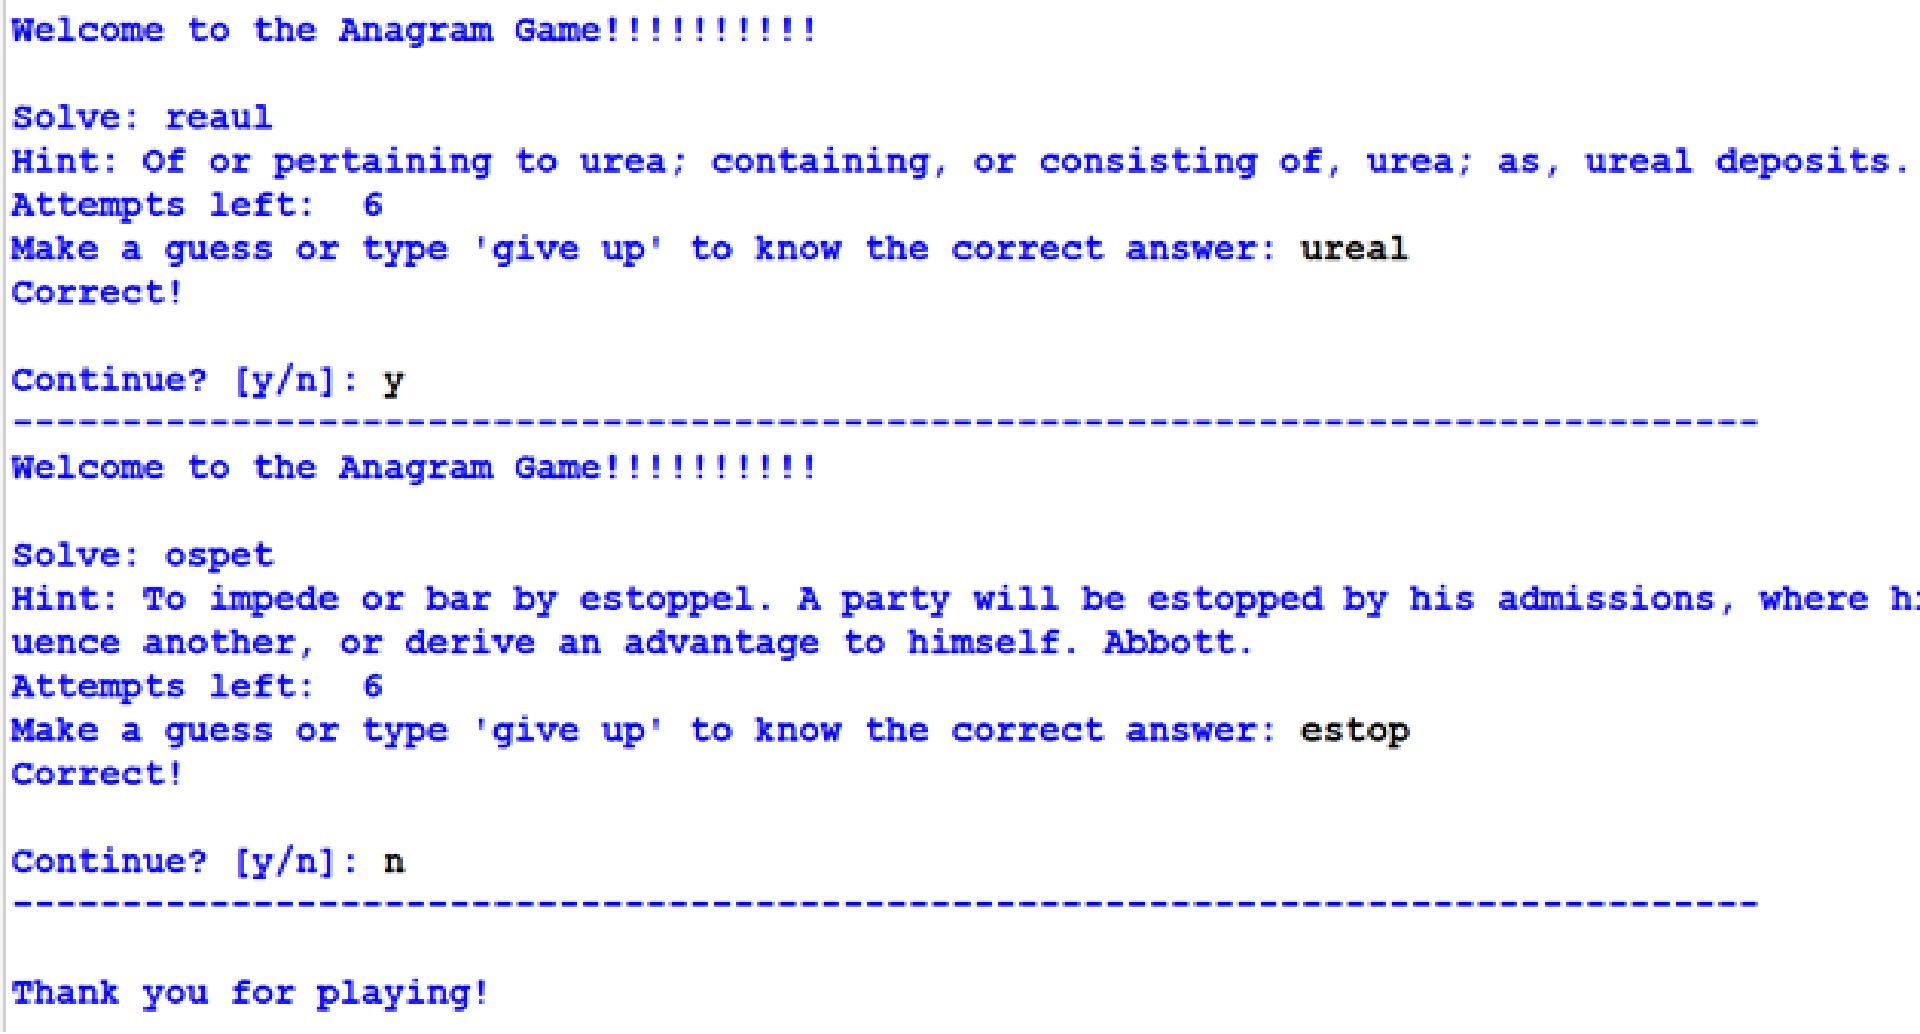 Welcome to the Anagram Game!!!!!!!!!!
Solve: reaul
Hint: Of or pertaining to urea; containing, or consisting of, urea; as, ureal deposits.
Attempts left:  6
Make a guess or type 'give up' to know the correct answer: ureal
Correct!
Continue? [y/n]: y
--------------------------------------------------------------------------------
Welcome to the Anagram Game!!!!!!!!!!
Solve: ospet
Hint: To impede or bar by estoppel. A party will be estopped by his admissions, where
uence another, or derive an advantage to himself. Abbott.
Attempts left:  6
Make a guess or type 'give up' to know the correct answer: estop
Correct!
Continue? [y/n]: n
--------------------------------------------------------------------------------
Thank you for playing!